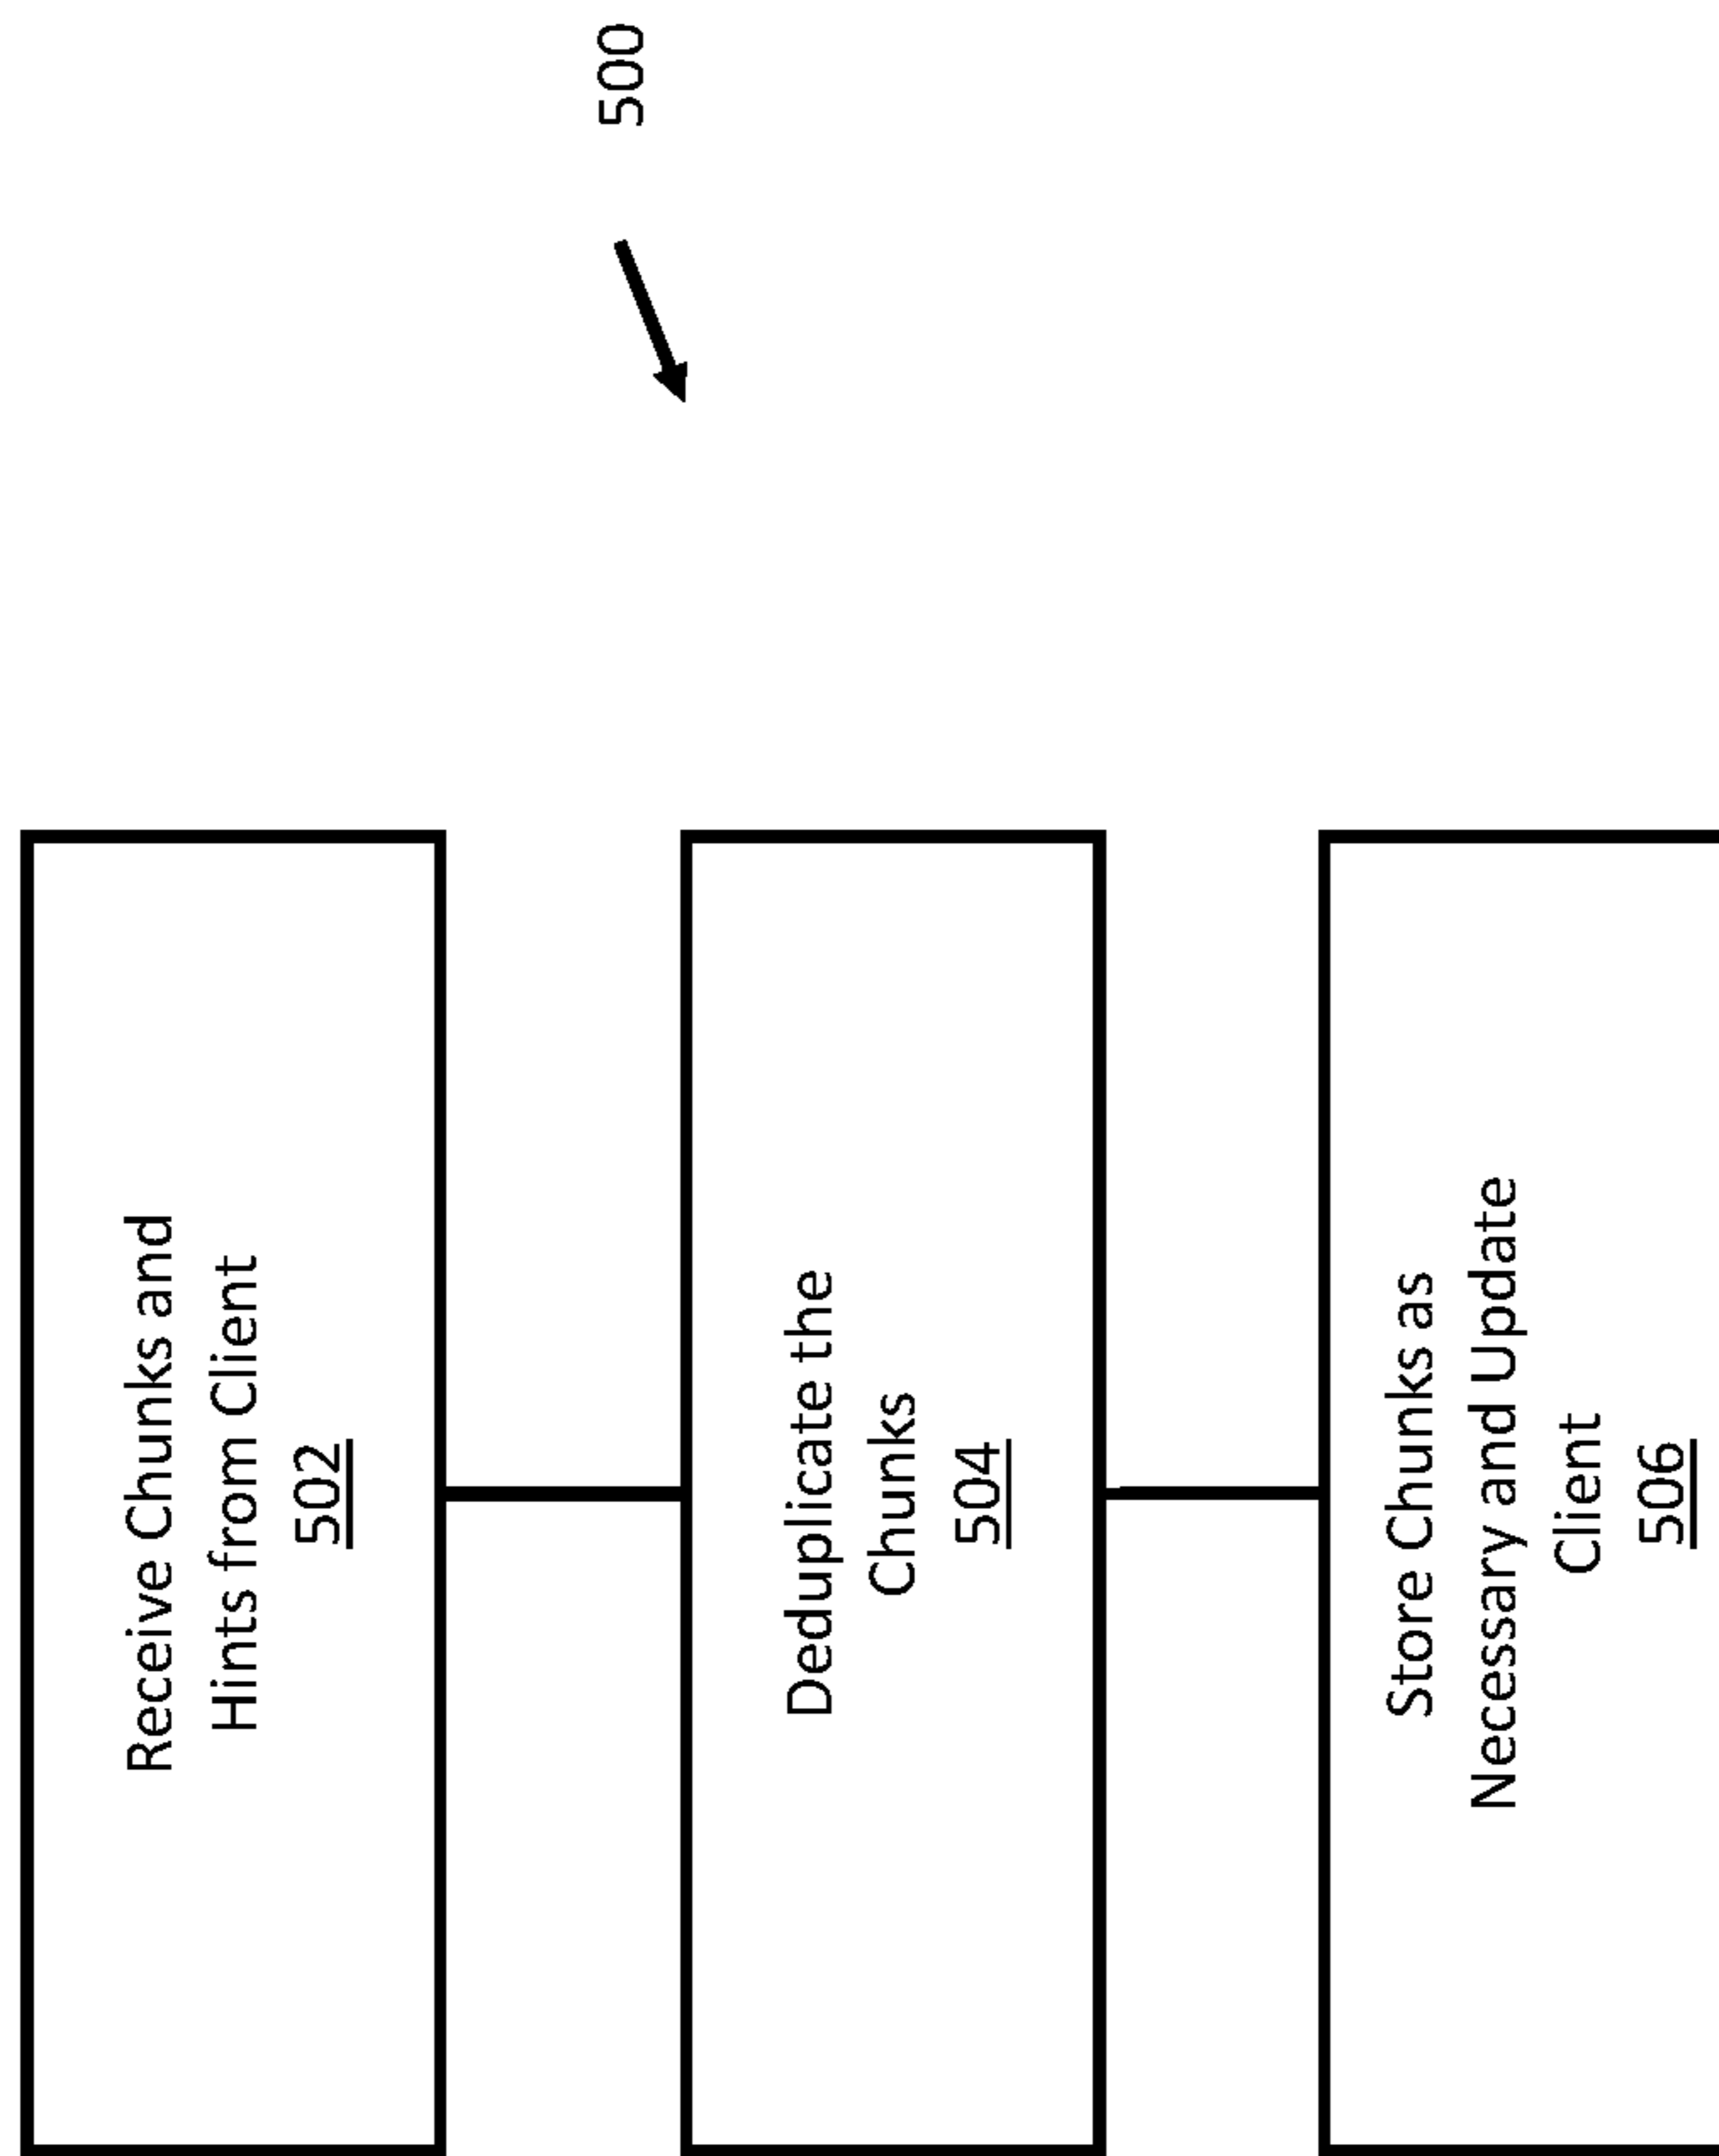 500
Receive Chunks and
Hints from Client
502
Deduplicate the
Chunks
504
Store Chunks as
Necessary and Update
Client
506